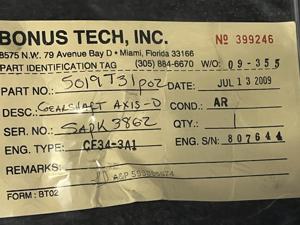 BONUS TECH, INC. Nº 399246
8575 N.W. 79 Avenue Bay D • Miami, Florida 33166
PART IDENTIFICATION TAG (305) 884-6670 W/O: 09-355
PART NO.: 5019T31P02 DATE: JUL 13 2009
DESC.: GEARSHAFT AXIS-D COND.: AR
SER. NO.: SAPK3862 QTY.: 1
ENG. TYPE: CF34-3A1 ENG. S/N: 807644
REMARKS:
FORM: BT02